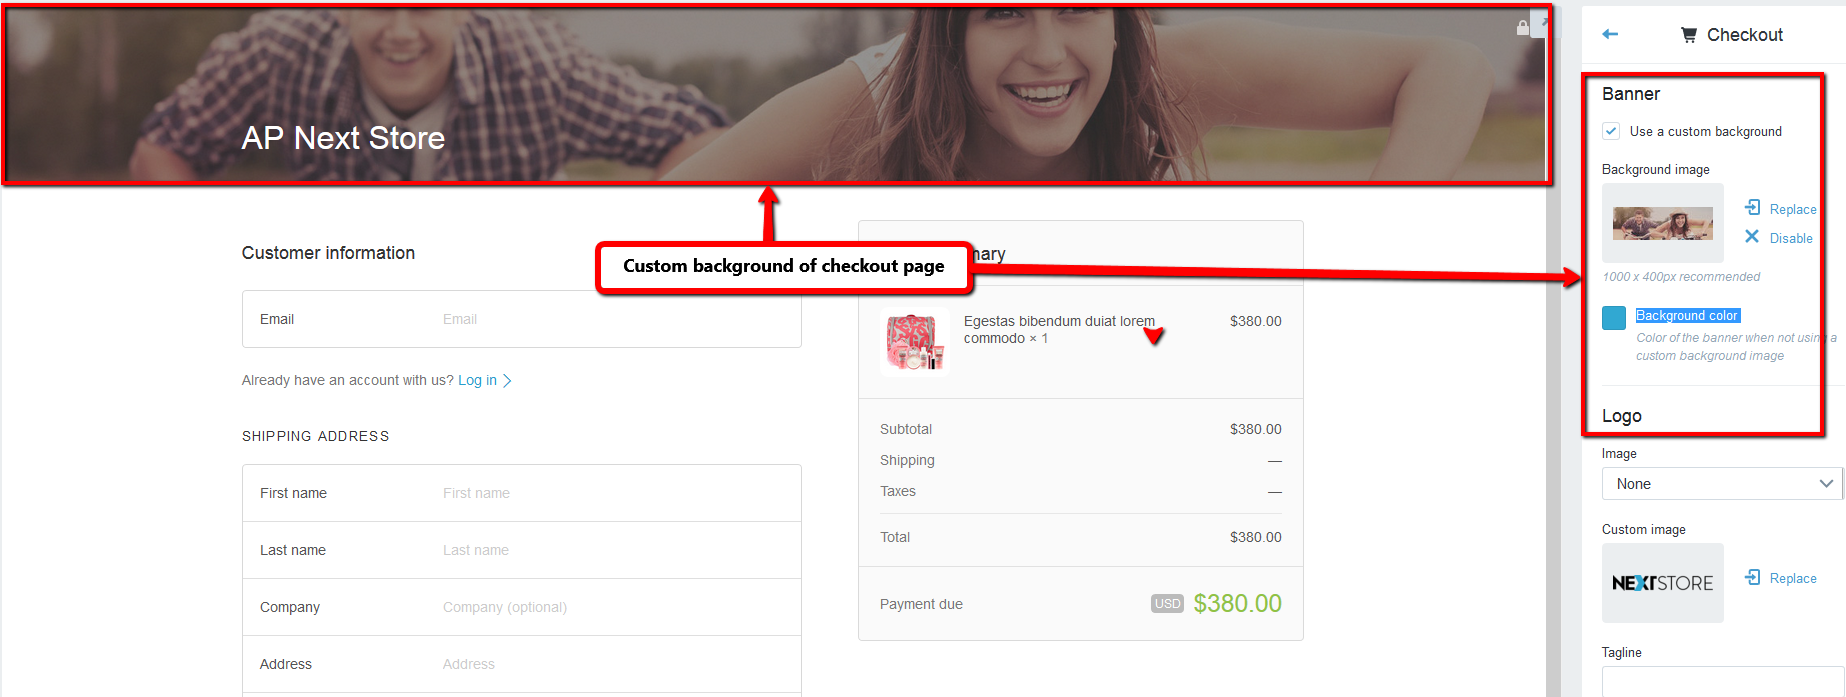 AP Next Store
Custom background of checkout page
Customer information
Email Email
Already have an account with us? Log in
SHIPPING ADDRESS
First name First name
Last name Last name
Company Company (optional)
Address Address
Egestas bibendum duiat lorem $380.00
commodo × 1
Subtotal $380.00
Shipping —
Taxes —
Total $380.00
Payment due USD $380.00
Checkout
Banner
Use a custom background
Background image
Replace
Disable
1000 x 400px recommended
Background color
Color of the banner when not using a
custom background image
Logo
Image
None
Custom image
NEXTSTORE
Replace
Tagline